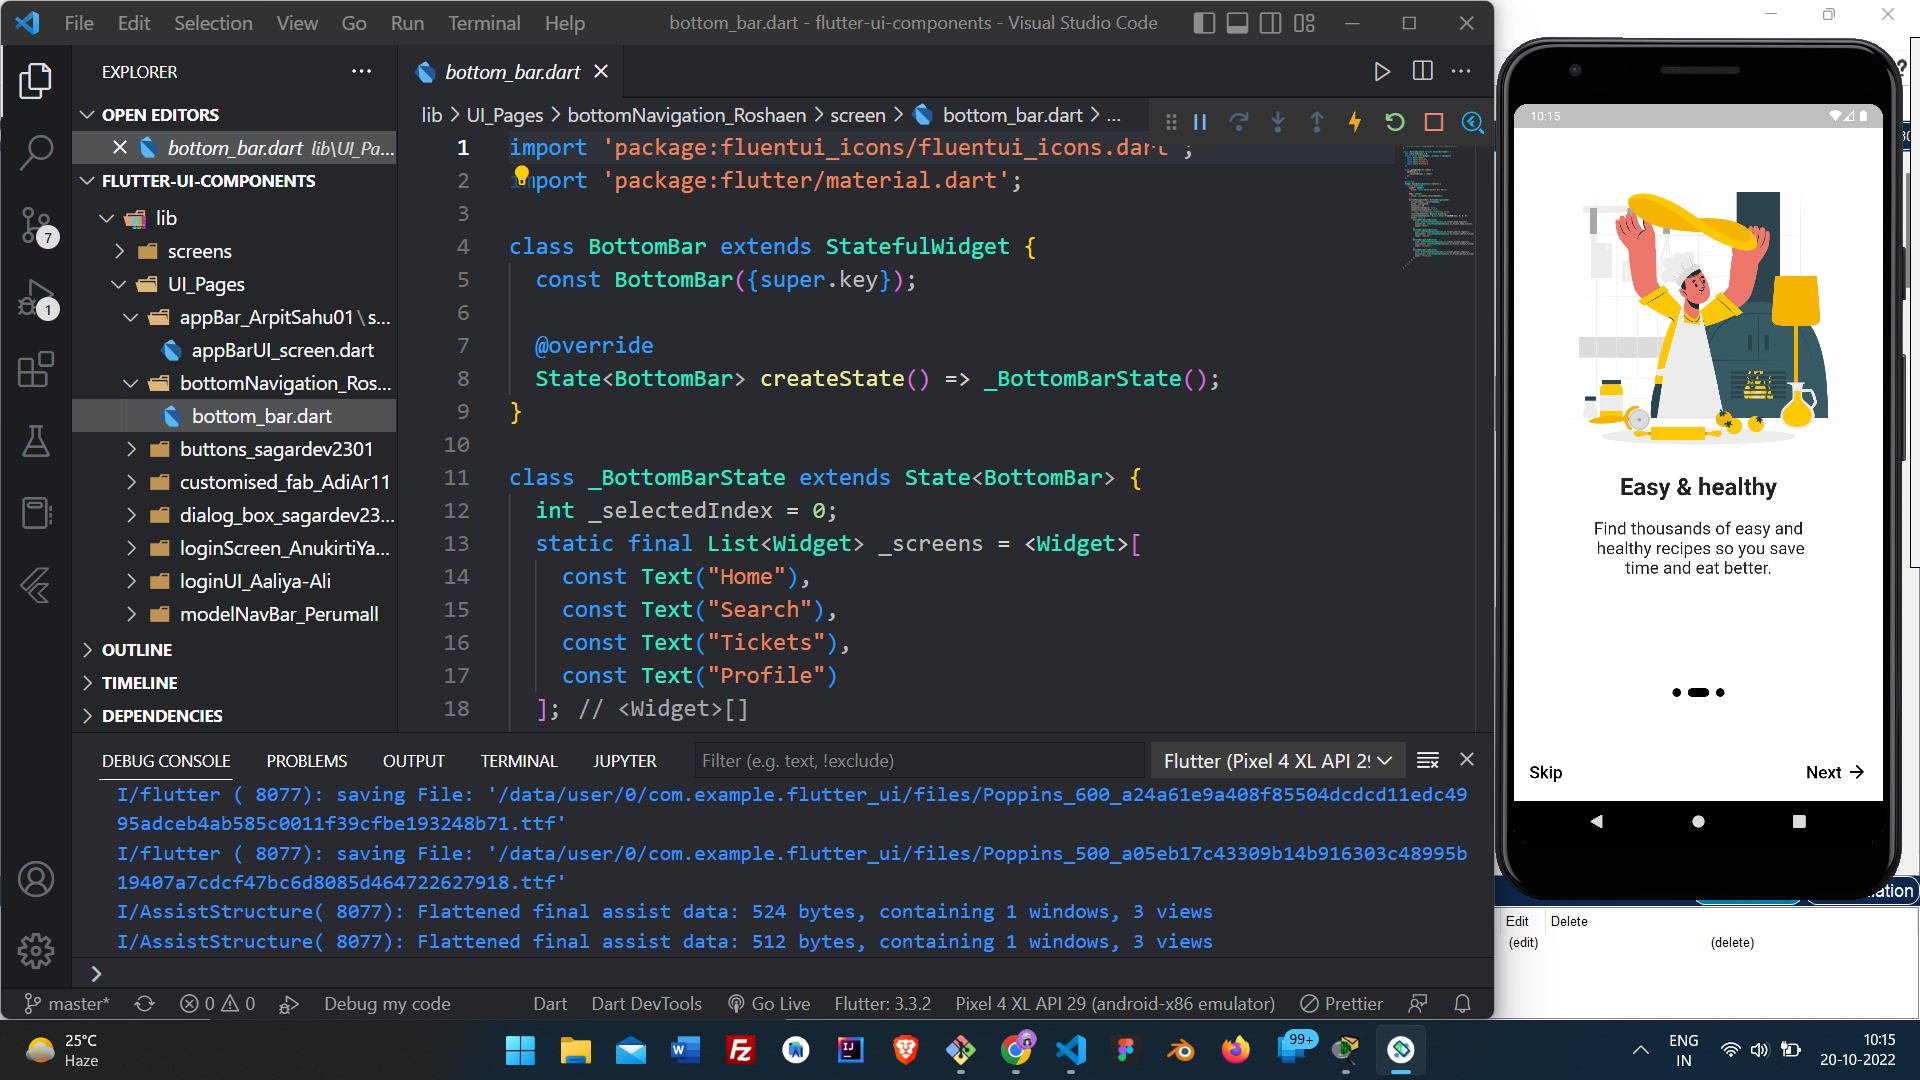 File Edit Selection View Go Run Terminal Help
bottom_bar.dart - flutter-ui-components - Visual Studio Code
EXPLORER
OPEN EDITORS
bottom_bar.dart lib\UI_Pa...
FLUTTER-UI-COMPONENTS
lib
screens
UI_Pages
appBar_ArpitSahu01\s...
appBarUI_screen.dart
bottomNavigation_Ros...
bottom_bar.dart
buttons_sagardev2301
customised_fab_AdiAr11
dialog_box_sagardev23...
loginScreen_AnukirtiYa...
loginUI_Aaliya-Ali
modelNavBar_Perumall
OUTLINE
TIMELINE
DEPENDENCIES
7
1
bottom_bar.dart
lib > UI_Pages > bottomNavigation_Roshaen > screen > bottom_bar.dart > ...
1 import 'package:fluentui_icons/fluentui_icons.dart';
2 import 'package:flutter/material.dart';
3
4 class BottomBar extends StatefulWidget {
5 const BottomBar({super.key});
6
7 @override
8 State<BottomBar> createState() => _BottomBarState();
9 }
10
11 class _BottomBarState extends State<BottomBar> {
12 int _selectedIndex = 0;
13 static final List<Widget> _screens = <Widget>[
14 const Text("Home"),
15 const Text("Search"),
16 const Text("Tickets"),
17 const Text("Profile")
18 ]; // <Widget>[]
DEBUG CONSOLE PROBLEMS OUTPUT TERMINAL JUPYTER Filter (e.g. text, !exclude) Flutter (Pixel 4 XL API 29
I/flutter ( 8077): saving File: '/data/user/0/com.example.flutter_ui/files/Poppins_600_a24a61e9a408f85504dcdcd11edc49
95adceb4ab585c0011f39cfbe193248b71.ttf'
I/flutter ( 8077): saving File: '/data/user/0/com.example.flutter_ui/files/Poppins_500_a05eb17c43309b14b916303c48995b
19407a7cdcf47bc6d8085d464722627918.ttf'
I/AssistStructure( 8077): Flattened final assist data: 524 bytes, containing 1 windows, 3 views
I/AssistStructure( 8077): Flattened final assist data: 512 bytes, containing 1 windows, 3 views
>
master* 0 0 Debug my code Dart Dart DevTools Go Live Flutter: 3.3.2 Pixel 4 XL API 29 (android-x86 emulator) Prettier
10:15
Easy & healthy
Find thousands of easy and
healthy recipes so you save
time and eat better.
Skip
Next
Edit Delete
(edit) (delete)
25°C
Haze
99+
ENG
IN
10:15
20-10-2022